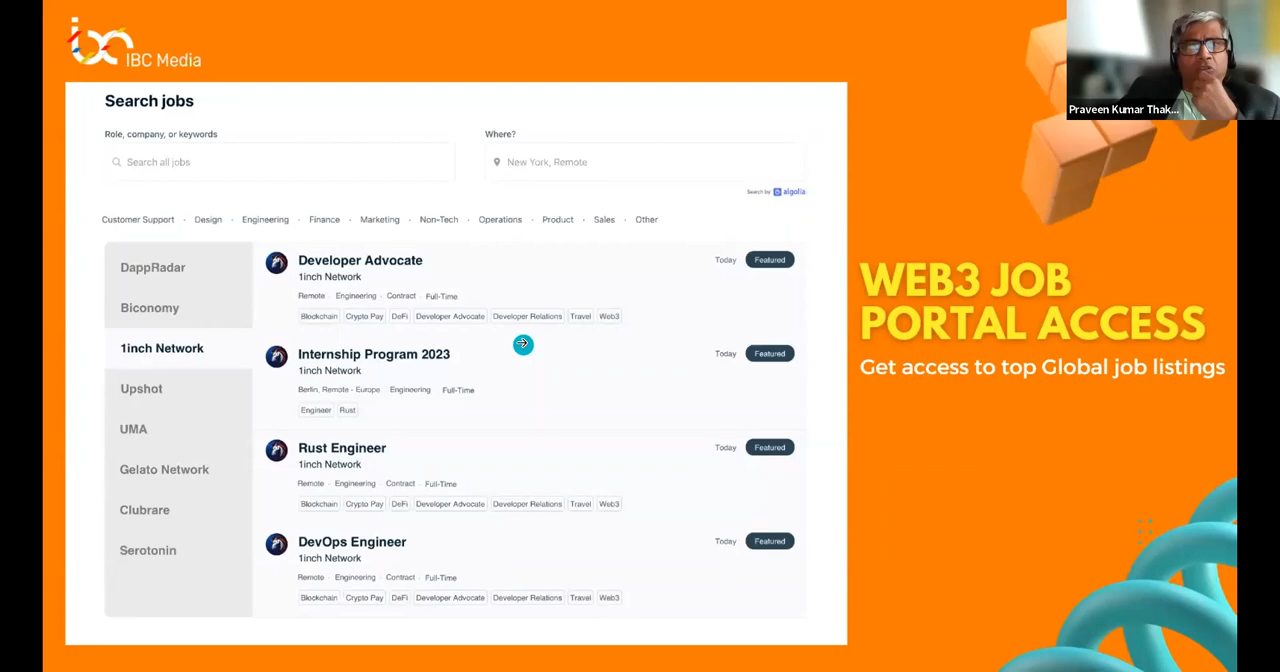 IBC Media
Praveen Kumar Thak...
Search jobs
Role, company, or keywords
Where?
Search all jobs
New York, Remote
Search by algolia
Customer Support · Design · Engineering · Finance · Marketing · Non-Tech · Operations · Product · Sales · Other
DappRadar
Biconomy
1inch Network
Upshot
UMA
Gelato Network
Clubrare
Serotonin
Developer Advocate
Today Featured
1inch Network
Remote · Engineering · Contract · Full-Time
Blockchain Crypto Pay DeFi Developer Advocate Developer Relations Travel Web3
Internship Program 2023
Today Featured
1inch Network
Berlin, Remote - Europe · Engineering · Full-Time
Engineer Rust
Rust Engineer
Today Featured
1inch Network
Remote · Engineering · Contract · Full-Time
Blockchain Crypto Pay DeFi Developer Advocate Developer Relations Travel Web3
DevOps Engineer
Today Featured
1inch Network
Remote · Engineering · Contract · Full-Time
Blockchain Crypto Pay DeFi Developer Advocate Developer Relations Travel Web3
WEB3 JOB
PORTAL ACCESS
Get access to top Global job listings